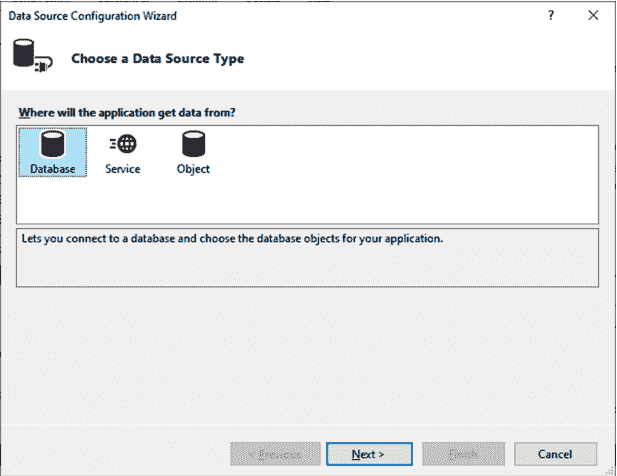 Data Source Configuration Wizard
?
Choose a Data Source Type
Where will the application get data from?
Database Service Object
Lets you connect to a database and choose the database objects for your application.
< Previous Next > Finish Cancel